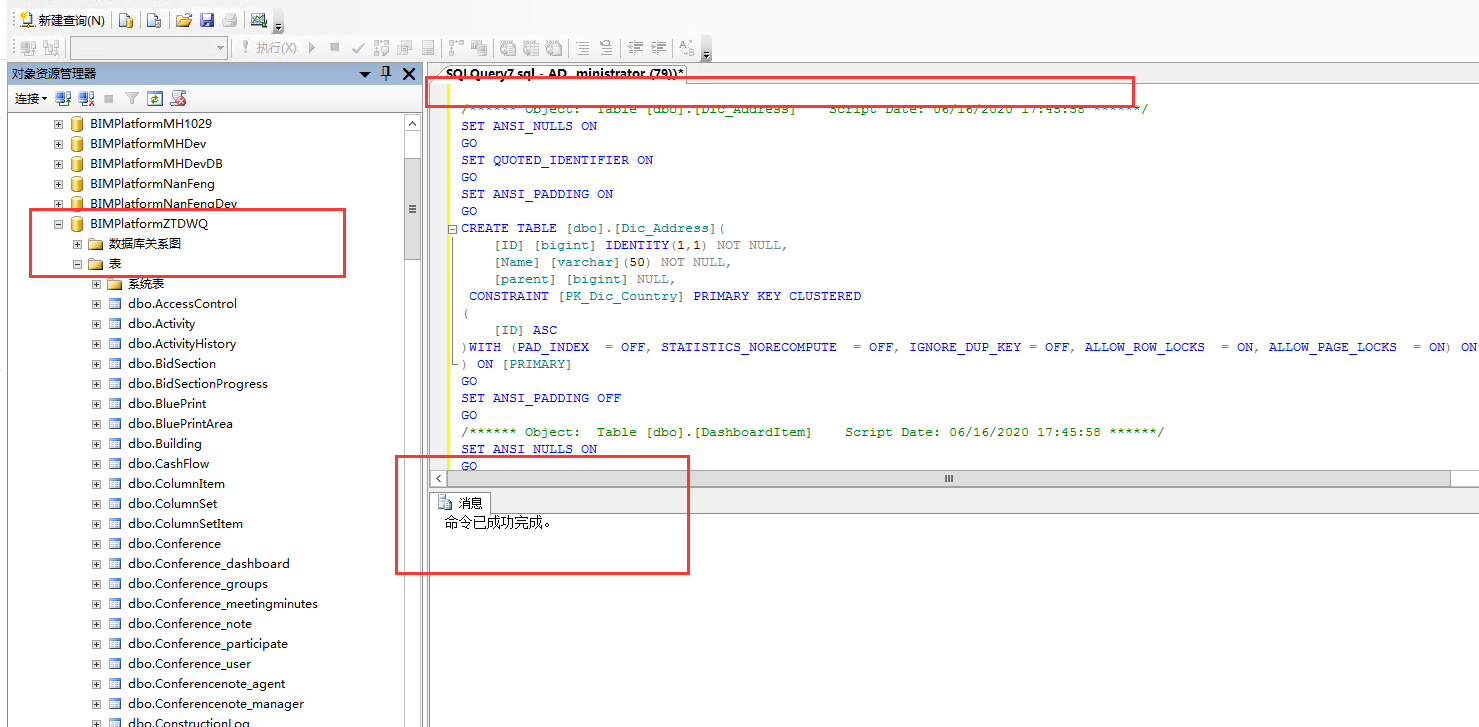 新建查询(N)
执行(X)
对象资源管理器
连接
BIMPlatformMH1029
BIMPlatformMHDev
BIMPlatformMHDevDB
BIMPlatformNanFeng
BIMPlatformNanFengDev
BIMPlatformZTDWQ
数据库关系图
表
系统表
dbo.AccessControl
dbo.Activity
dbo.ActivityHistory
dbo.BidSection
dbo.BidSectionProgress
dbo.BluePrint
dbo.BluePrintArea
dbo.Building
dbo.CashFlow
dbo.ColumnItem
dbo.ColumnSet
dbo.ColumnSetItem
dbo.Conference
dbo.Conference_dashboard
dbo.Conference_groups
dbo.Conference_meetingminutes
dbo.Conference_note
dbo.Conference_participate
dbo.Conference_user
dbo.Conferencenote_agent
dbo.Conferencenote_manager
dbo.ConstructionLog
SQLQuery7.sql - AD...ministrator (79))*
/****** Object:  Table [dbo].[Dic_Address]    Script Date: 06/16/2020 17:45:58 ******/
SET ANSI_NULLS ON
GO
SET QUOTED_IDENTIFIER ON
GO
SET ANSI_PADDING ON
GO
CREATE TABLE [dbo].[Dic_Address](
[ID] [bigint] IDENTITY(1,1) NOT NULL,
[Name] [varchar](50) NOT NULL,
[parent] [bigint] NULL,
CONSTRAINT [PK_Dic_Country] PRIMARY KEY CLUSTERED
(
[ID] ASC
)WITH (PAD_INDEX  = OFF, STATISTICS_NORECOMPUTE  = OFF, IGNORE_DUP_KEY = OFF, ALLOW_ROW_LOCKS  = ON, ALLOW_PAGE_LOCKS  = ON) ON
) ON [PRIMARY]
GO
SET ANSI_PADDING OFF
GO
/****** Object:  Table [dbo].[DashboardItem]    Script Date: 06/16/2020 17:45:58 ******/
SET ANSI_NULLS ON
GO
消息
命令已成功完成。